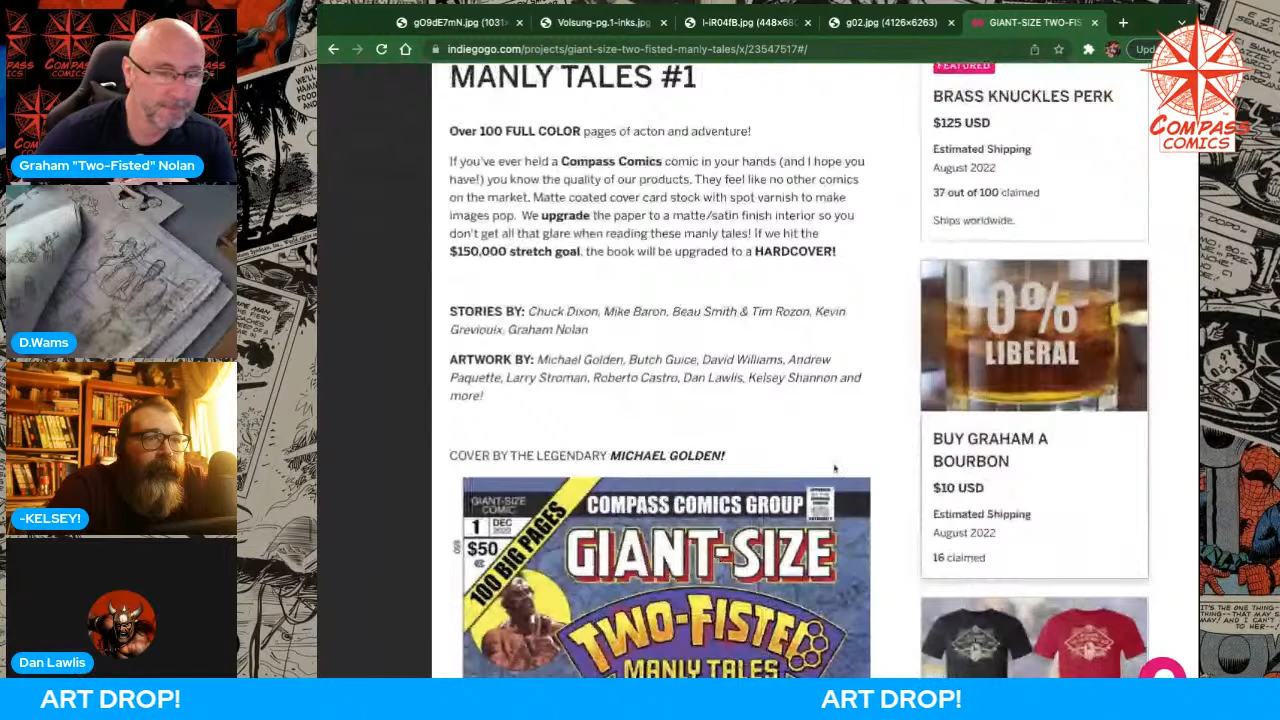 gO9dE7mN.jpg (1031×
Volsung-pg.1-inks.jpg
(448×68
g02.jpg (4126×6263)
GIANT-SIZE TWO-FIS
indiegogo.com/projects/giant-size-two-fisted-manly-tales/x/23547517#/
MANLY TALES #1
Over 100 FULL COLOR pages of acton and adventure!
If you've ever held a Compass Comics comic in your hands (and I hope you
have!) you know the quality of our products. They feel like no other comics
on the market. Matte coated cover card stock with spot varnish to make
images pop. We upgrade the paper to a matte/satin finish interior so you
don't get all that glare when reading these manly tales! If we hit the
$150,000 stretch goal, the book will be upgraded to a HARDCOVER!
STORIES BY: Chuck Dixon, Mike Baron, Beau Smith & Tim Rozon, Kevin
Grevioux, Graham Nolan
ARTWORK BY: Michael Golden, Butch Guice, David Williams, Andrew
Paquette, Larry Stroman, Roberto Castro, Dan Lawlis, Kelsey Shannon and
more!
COVER BY THE LEGENDARY MICHAEL GOLDEN!
GIANT-SIZE
COMIC
1 DEC
$50
100 BIG PAGES
COMPASS COMICS GROUP
GIANT-SIZE
TWO-FISTED
MANLY TALES
FEATURED
BRASS KNUCKLES PERK
$125 USD
Estimated Shipping
August 2022
37 out of 100 claimed
Ships worldwide.
0%
LIBERAL
BUY GRAHAM A
BOURBON
$10 USD
Estimated Shipping
August 2022
16 claimed
COMPASS
COMICS
Graham "Two-Fisted" Nolan
D.Wams
-KELSEY!
Dan Lawlis
IT'S THE ONE THING--
ART DROP!
ART DROP!